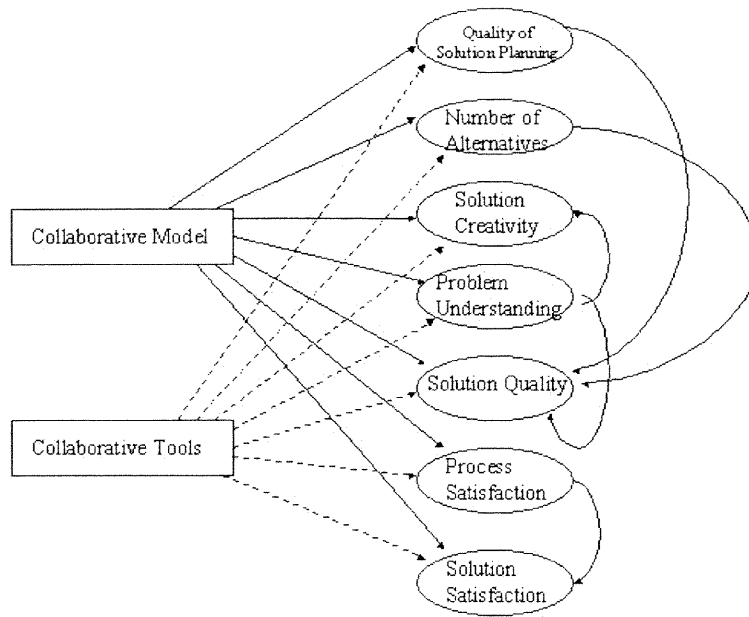 Quality of
Solution Planning
Number of
Alternatives
Solution
Creativity
Collaborative Model
Problem
Understanding
Solution Quality
Collaborative Tools
Process
Satisfaction
Solution
Satisfaction